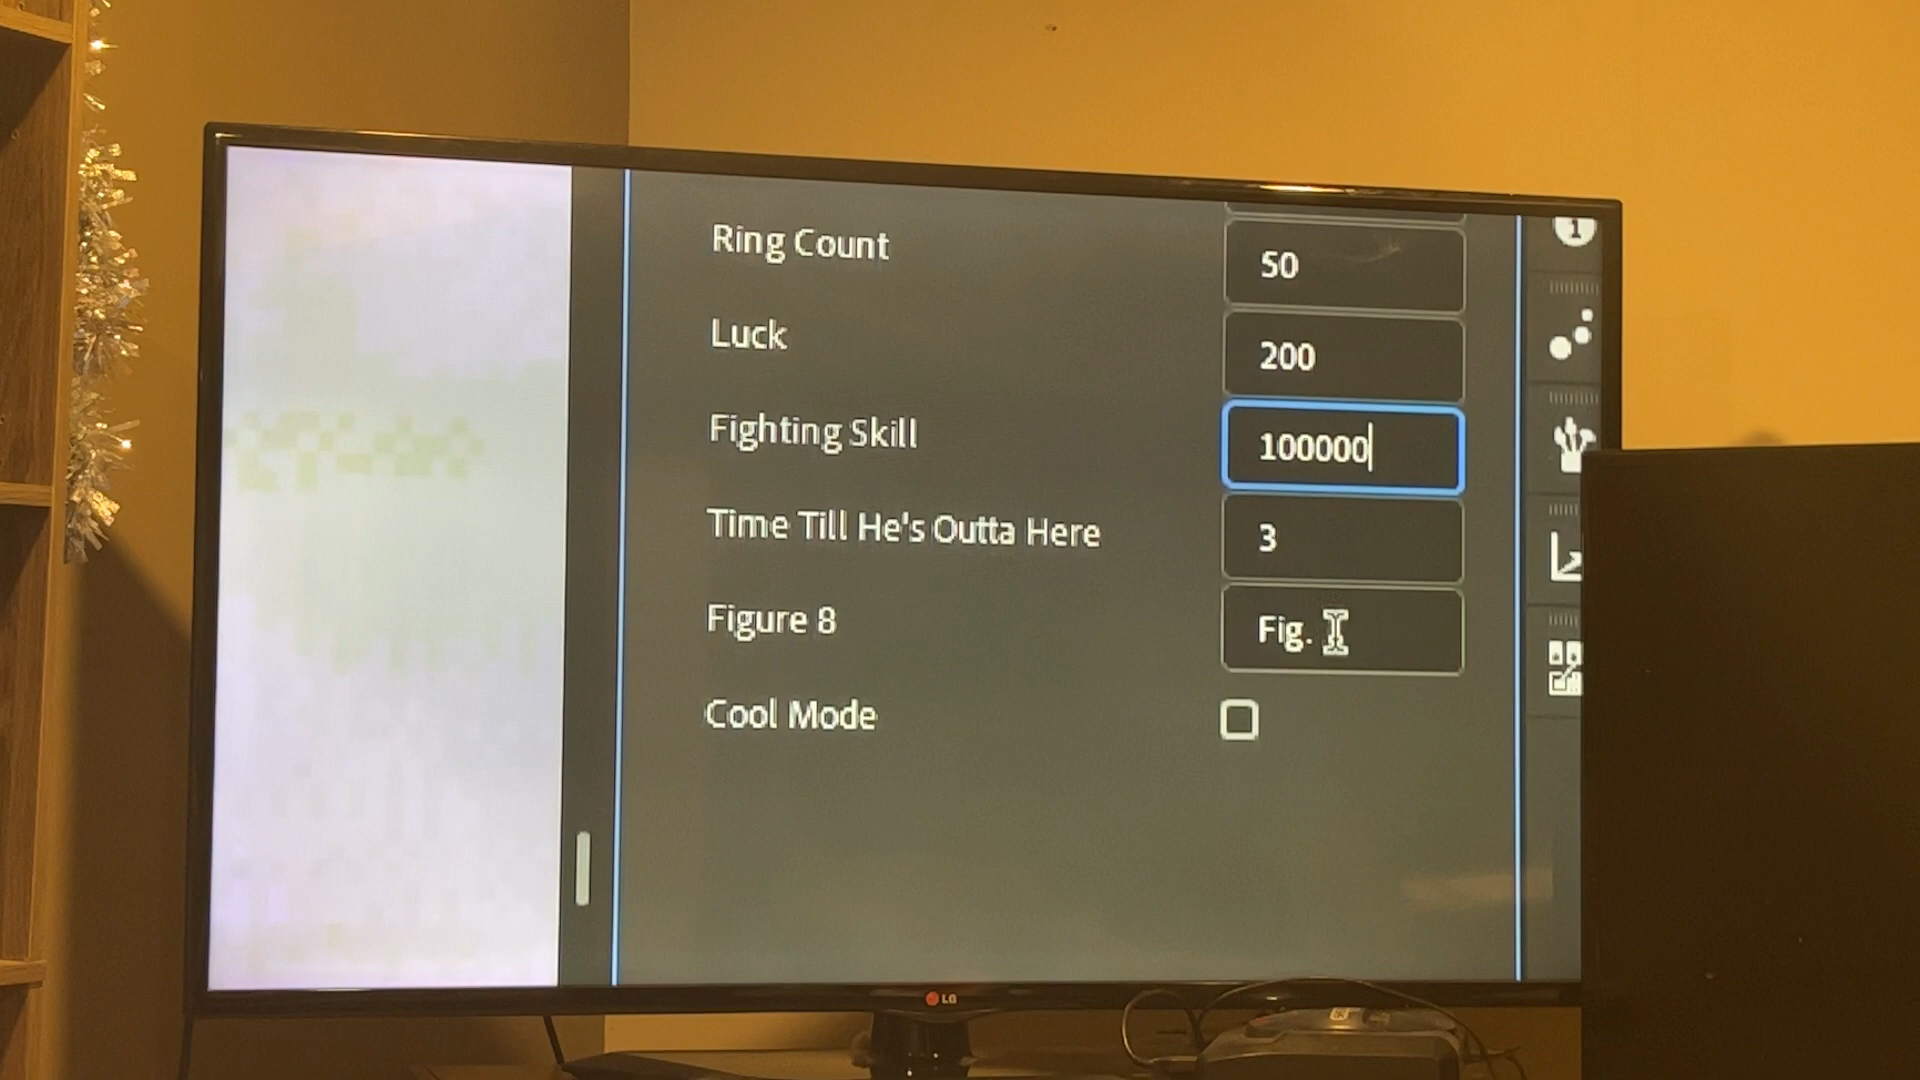 Ring Count 50
Luck 200
Fighting Skill 100000
Time Till He's Outta Here 3
Figure 8 Fig.
Cool Mode
1
LG